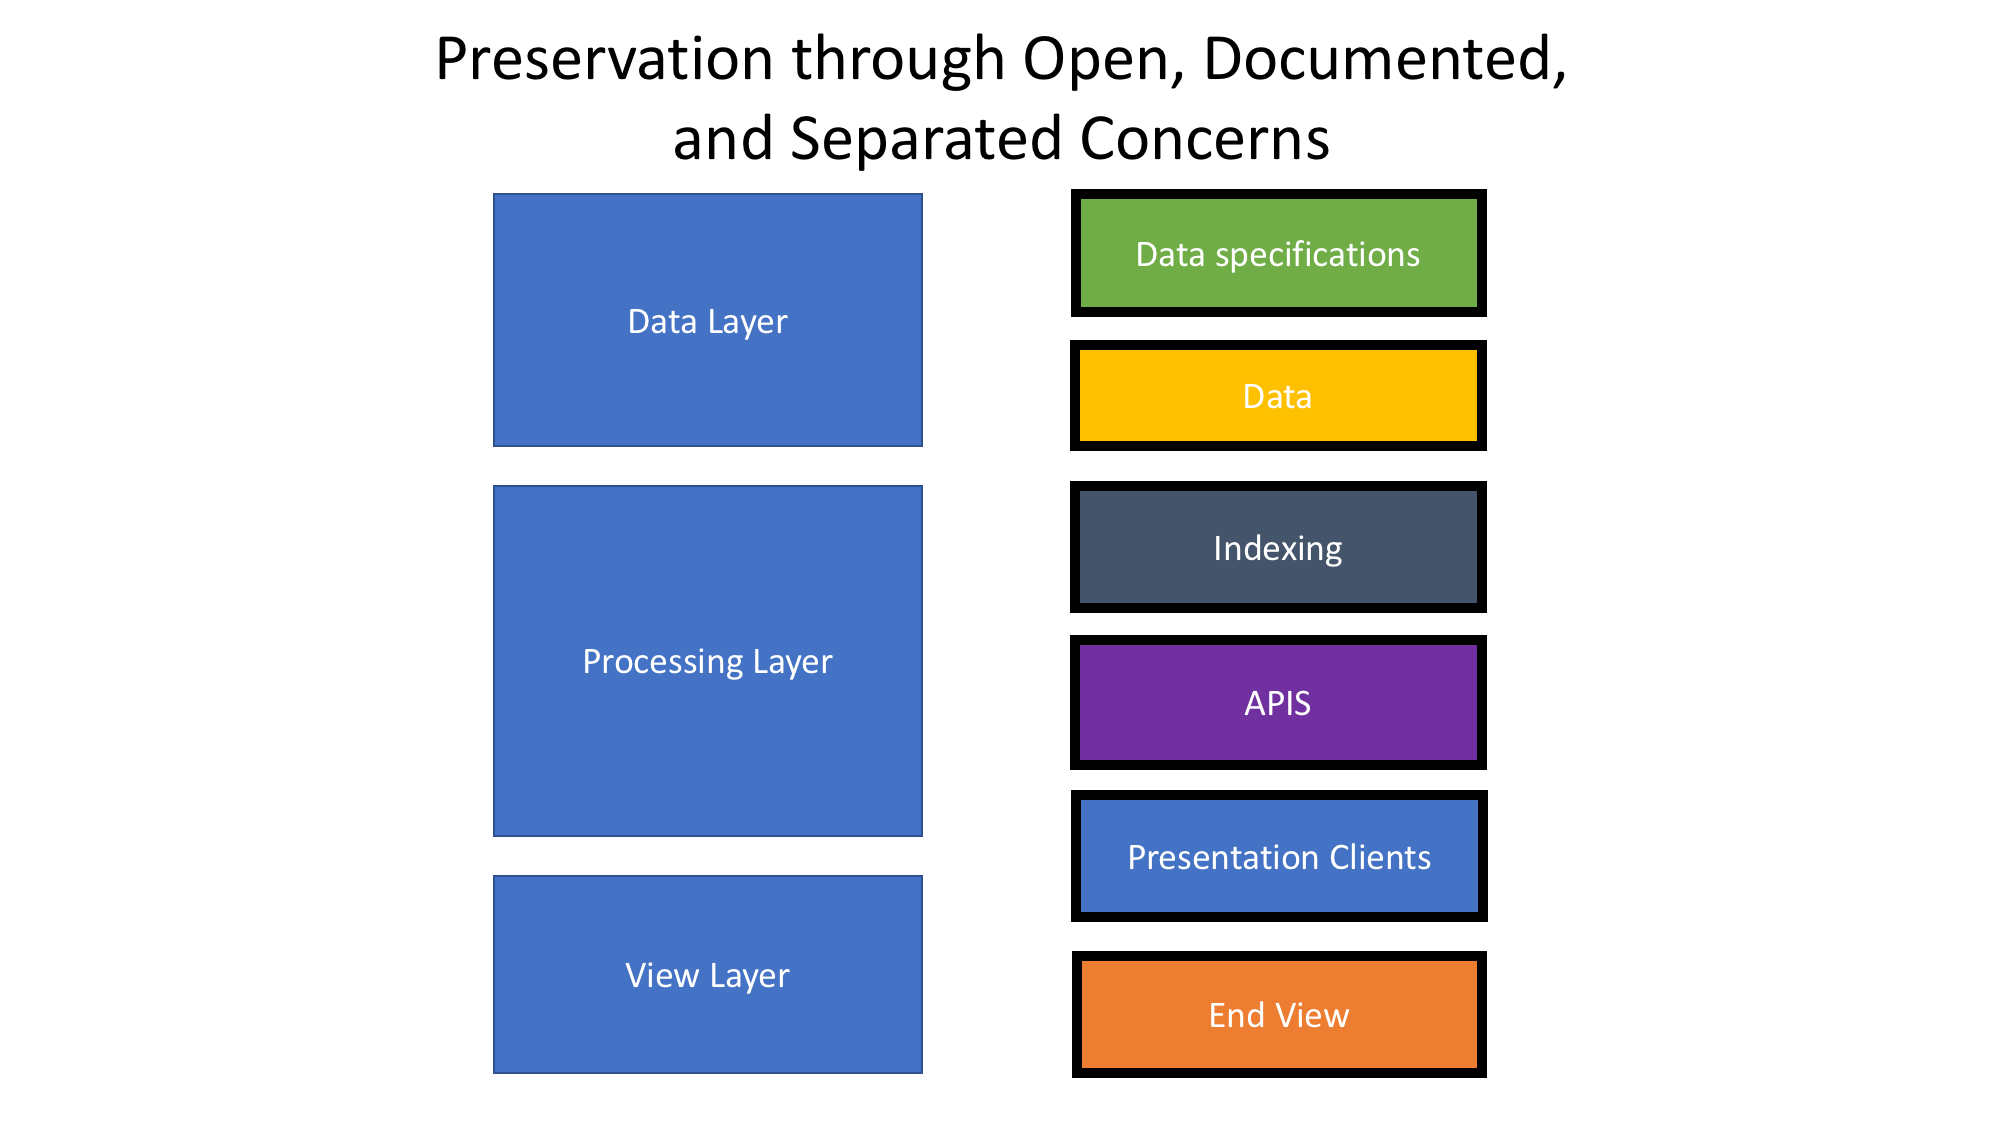 Preservation through Open, Documented,
and Separated Concerns
Data Layer
Processing Layer
View Layer
Data specifications
Data
Indexing
APIS
Presentation Clients
End View